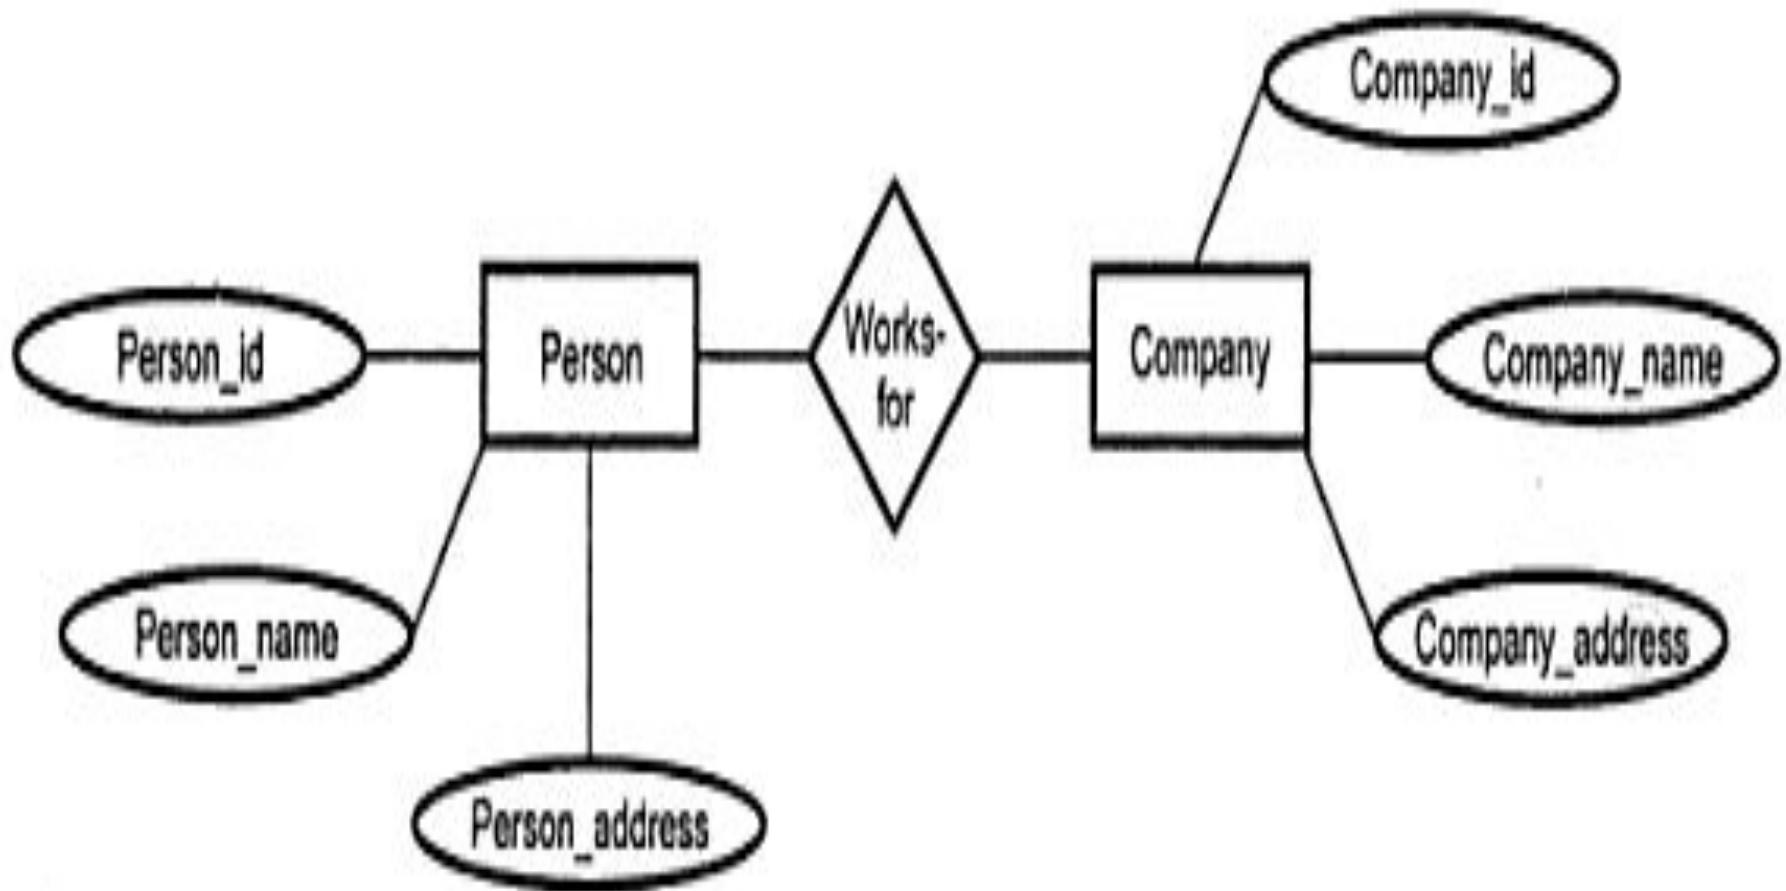 Company_id
Person_id
Person
Works-
for
Company
Company_name
Person_name
Company_address
Person_address